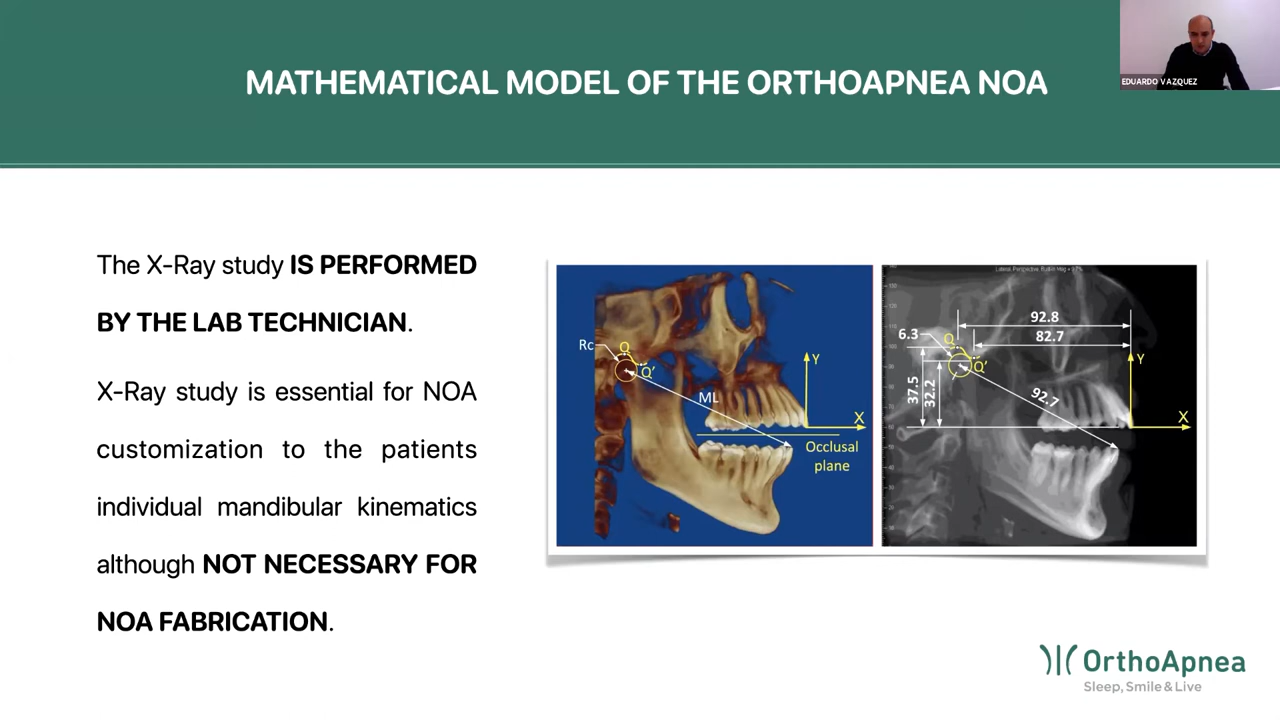 EDUARDO VAZQUEZ
MATHEMATICAL MODEL OF THE ORTHOAPNEA NOA
The X-Ray study IS PERFORMED
BY THE LAB TECHNICIAN.
X-Ray study is essential for NOA
customization to the patients
individual mandibular kinematics
although NOT NECESSARY FOR
NOA FABRICATION.
Rc
Q
Q'
ML
Y
X
Occlusal
plane
92.8
82.7
6.3
Q
Q'
37.5
32.2
92.7
Y
X
OrthoApnea
Sleep, Smile & Live